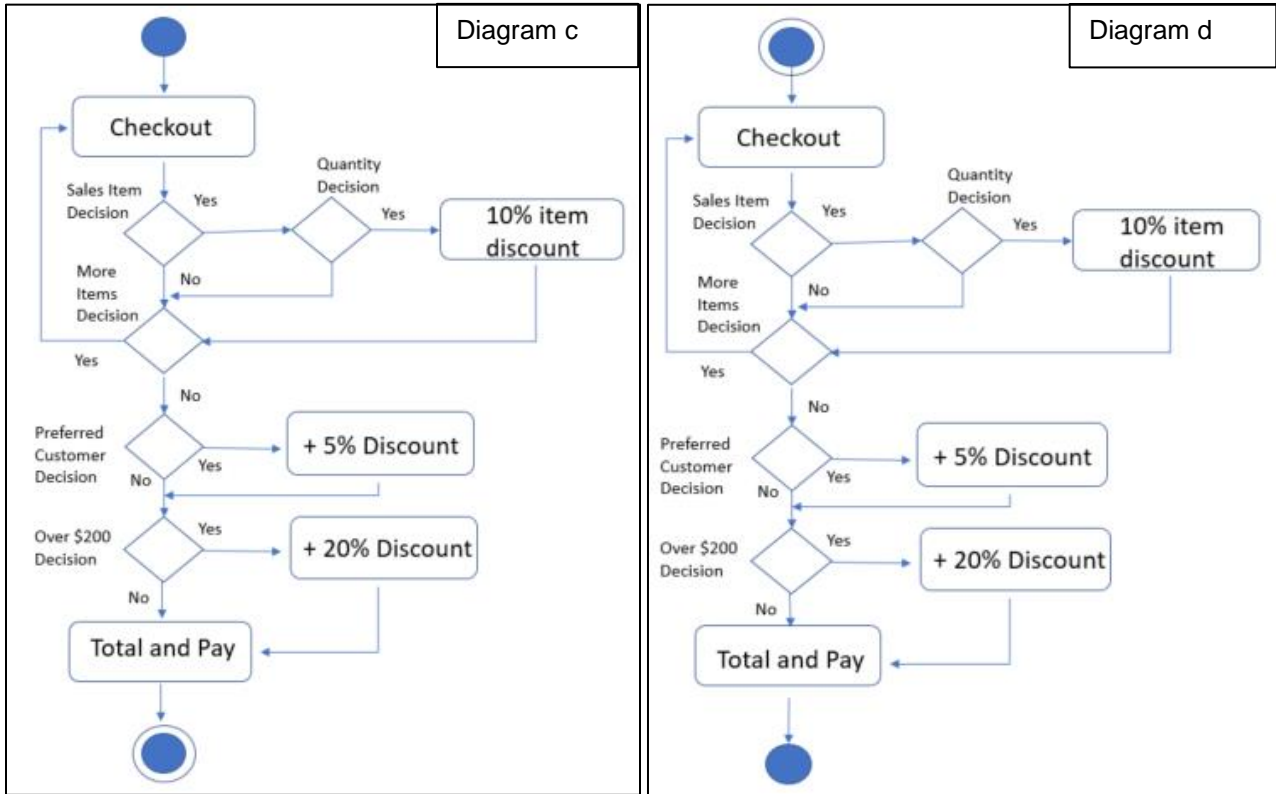 Diagram c
Checkout
Quantity
Decision
Sales Item
Decision
Yes
Yes
10% item
discount
More
Items
Decision
No
Yes
No
Preferred
Customer
Decision
+ 5% Discount
Yes
No
Over $200
Decision
Yes
+ 20% Discount
No
Total and Pay
Diagram d
Checkout
Quantity
Decision
Sales Item
Decision
Yes
Yes
10% item
discount
More
Items
Decision
No
Yes
No
Preferred
Customer
Decision
+ 5% Discount
Yes
No
Over $200
Decision
Yes
+ 20% Discount
No
Total and Pay